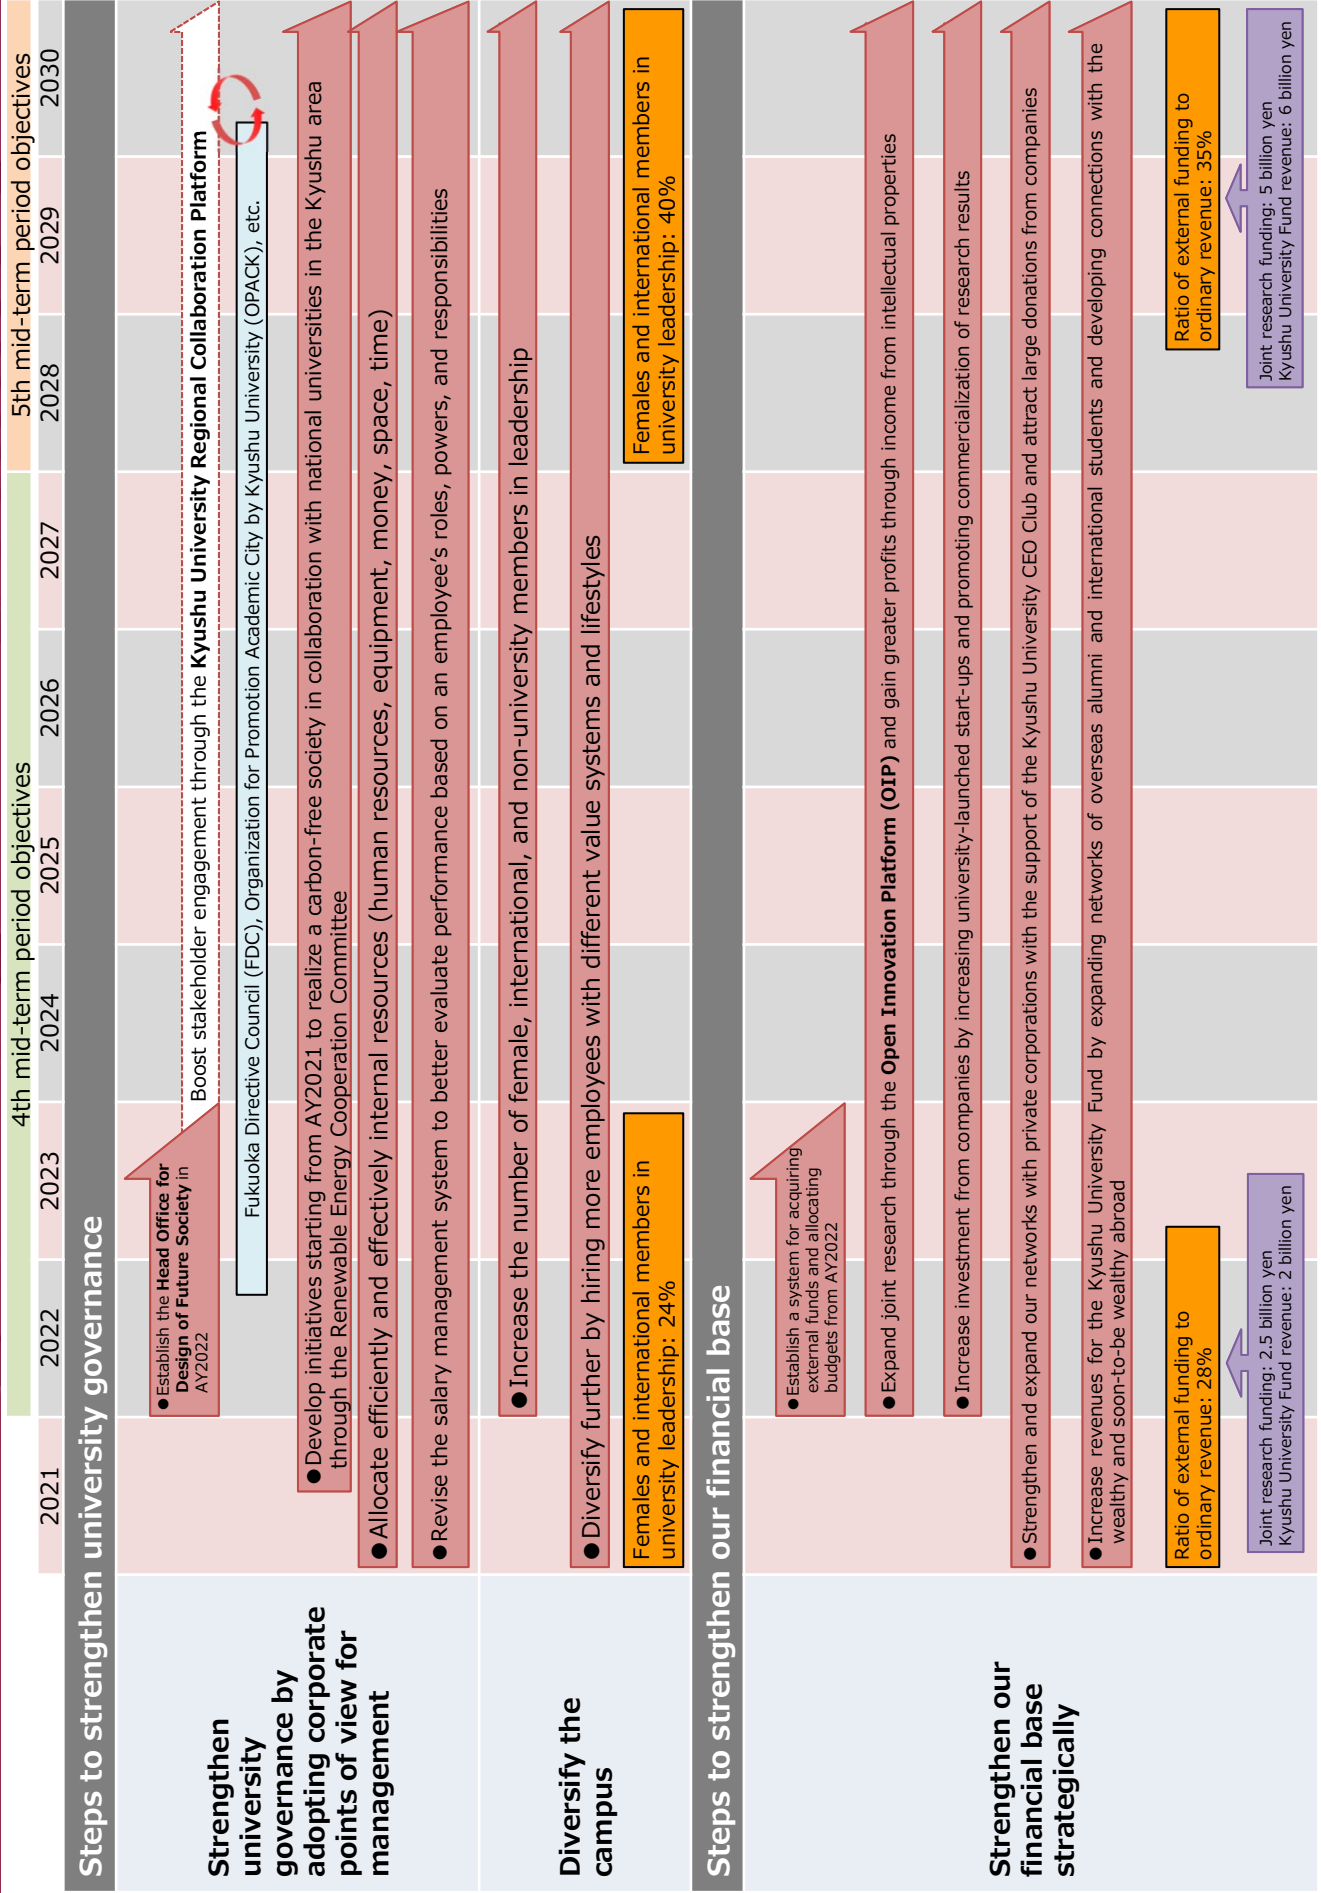 4th mid-term period objectives
5th mid-term period objectives
2021
2022
2023
2024
2025
2026
2027
2028
2029
2030
Steps to strengthen university governance
Strengthen
university
governance by
adopting corporate
points of view for
management
●Establish the Head Office for
Design of Future Society in
AY2022
Boost stakeholder engagement through the Kyushu University Regional Collaboration Platform
Fukuoka Directive Council (FDC), Organization for Promotion Academic City by Kyushu University (OPACK), etc.
●Develop initiatives starting from AY2021 to realize a carbon-free society in collaboration with national universities in the Kyushu area
through the Renewable Energy Cooperation Committee
●Allocate efficiently and effectively internal resources (human resources, equipment, money, space, time)
●Revise the salary management system to better evaluate performance based on an employee’s roles, powers, and responsibilities
Diversify the
campus
●Increase the number of female, international, and non-university members in leadership
●Diversify further by hiring more employees with different value systems and lifestyles
Females and international members in
university leadership: 24%
Females and international members in
university leadership: 40%
Steps to strengthen our financial base
Strengthen our
financial base
strategically
●Establish a system for acquiring
external funds and allocating
budgets from AY2022
●Expand joint research through the Open Innovation Platform (OIP) and gain greater profits through income from intellectual properties
●Increase investment from companies by increasing university-launched start-ups and promoting commercialization of research results
●Strengthen and expand our networks with private corporations with the support of the Kyushu University CEO Club and attract large donations from companies
●Increase revenues for the Kyushu University Fund by expanding networks of overseas alumni and international students and developing connections with the
wealthy and soon-to-be wealthy abroad
Ratio of external funding to
ordinary revenue: 28%
Ratio of external funding to
ordinary revenue: 35%
Joint research funding: 2.5 billion yen
Kyushu University Fund revenue: 2 billion yen
Joint research funding: 5 billion yen
Kyushu University Fund revenue: 6 billion yen